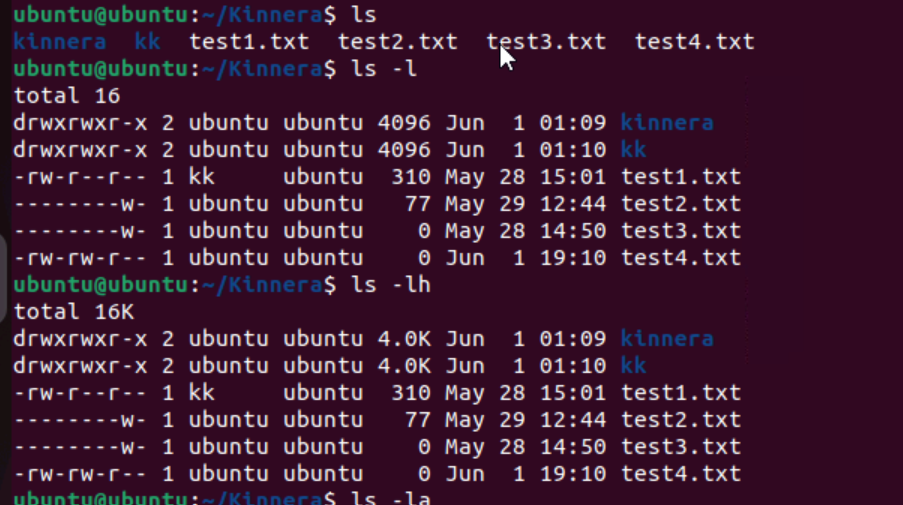 ubuntu@ubuntu:~/Kinnera$ ls
kinnera  kk  test1.txt  test2.txt  test3.txt  test4.txt
ubuntu@ubuntu:~/Kinnera$ ls -l
total 16
drwxrwxr-x 2 ubuntu ubuntu 4096 Jun  1 01:09 kinnera
drwxrwxr-x 2 ubuntu ubuntu 4096 Jun  1 01:10 kk
-rw-r--r-- 1 kk     ubuntu  310 May 28 15:01 test1.txt
--------w- 1 ubuntu ubuntu   77 May 29 12:44 test2.txt
--------w- 1 ubuntu ubuntu    0 May 28 14:50 test3.txt
-rw-rw-r-- 1 ubuntu ubuntu    0 Jun  1 19:10 test4.txt
ubuntu@ubuntu:~/Kinnera$ ls -lh
total 16K
drwxrwxr-x 2 ubuntu ubuntu 4.0K Jun  1 01:09 kinnera
drwxrwxr-x 2 ubuntu ubuntu 4.0K Jun  1 01:10 kk
-rw-r--r-- 1 kk     ubuntu  310 May 28 15:01 test1.txt
--------w- 1 ubuntu ubuntu   77 May 29 12:44 test2.txt
--------w- 1 ubuntu ubuntu    0 May 28 14:50 test3.txt
-rw-rw-r-- 1 ubuntu ubuntu    0 Jun  1 19:10 test4.txt
ubuntu@ubuntu:~/Kinnera$ ls -la